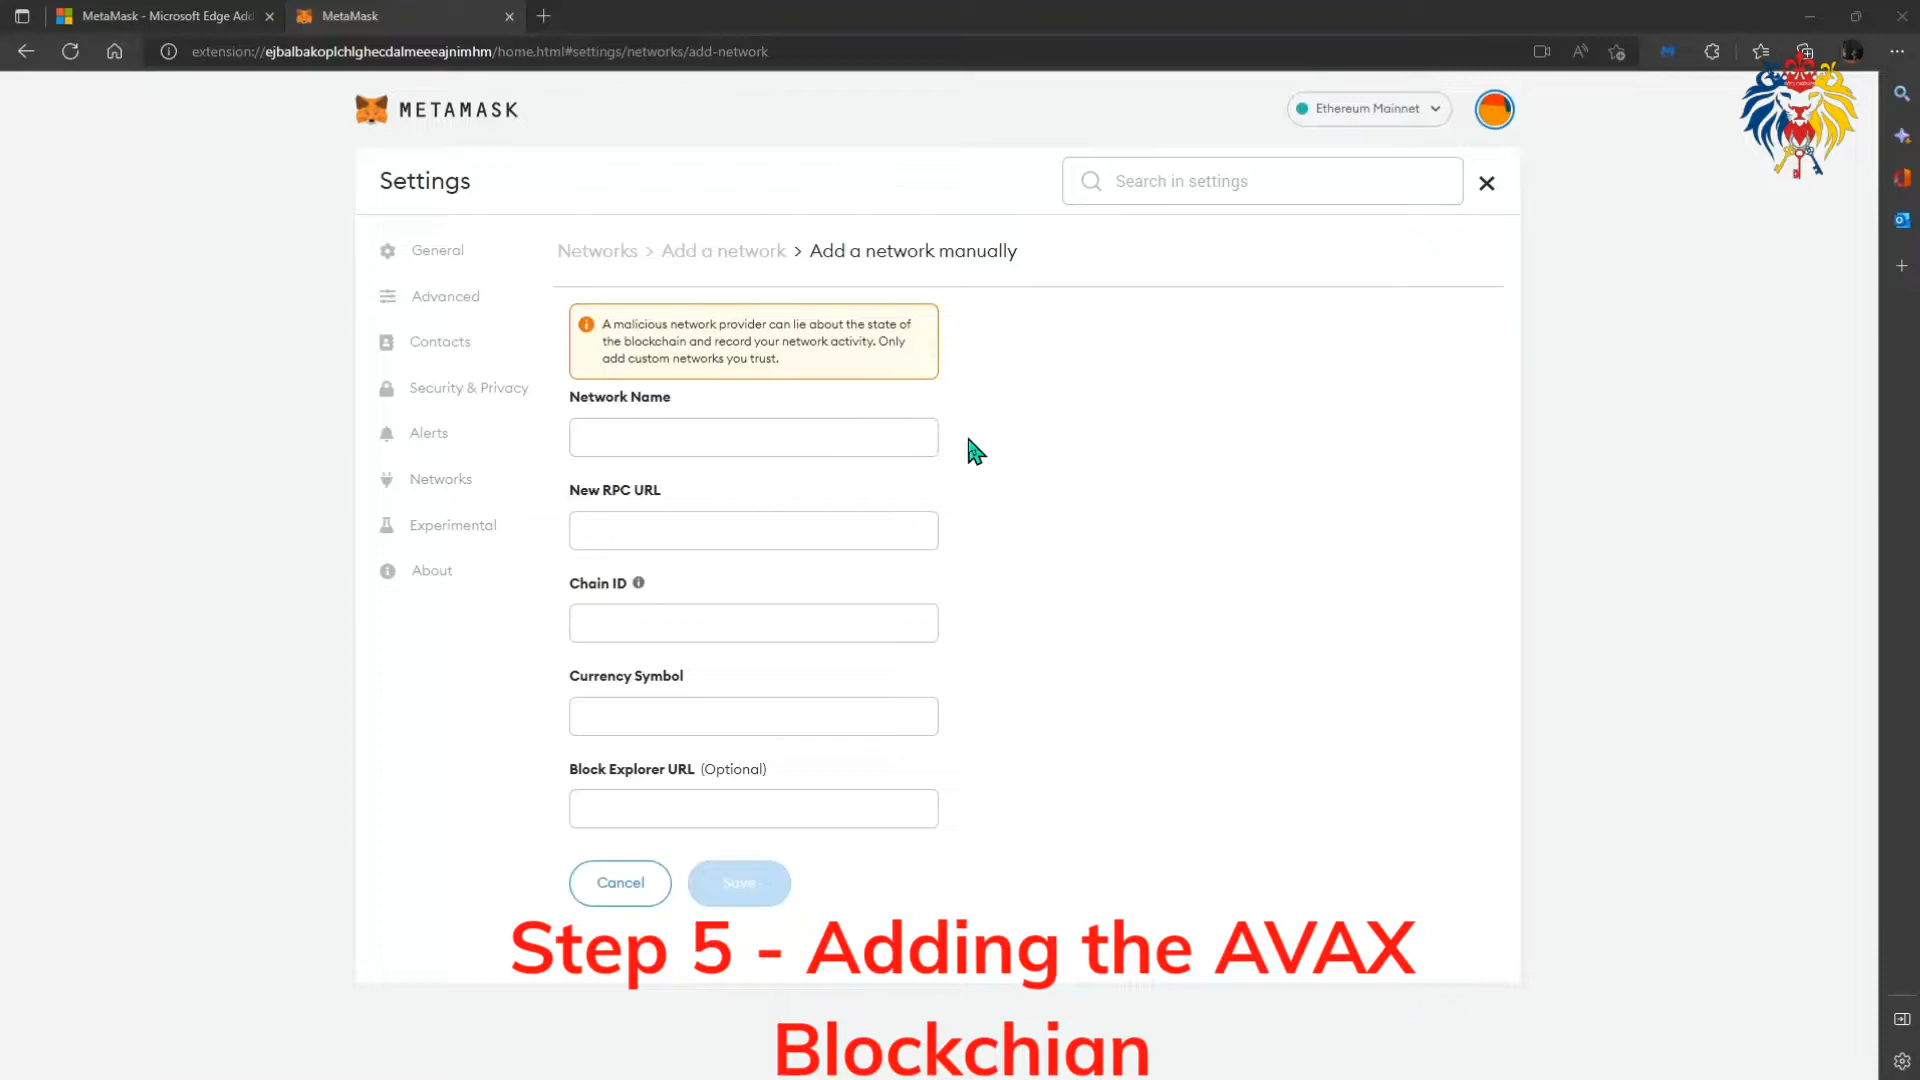 MetaMask - Microsoft Edge Add
MetaMask
extension://ejbalbakoplchlghecdalmeeeajnimhm/home.html#settings/networks/add-network
METAMASK
Ethereum Mainnet
Settings
Search in settings
General
Advanced
Contacts
Security & Privacy
Alerts
Networks
Experimental
About
Networks > Add a network > Add a network manually
A malicious network provider can lie about the state of
the blockchain and record your network activity. Only
add custom networks you trust.
Network Name
New RPC URL
Chain ID
Currency Symbol
Block Explorer URL (Optional)
Cancel
Save
Step 5 - Adding the AVAX
Blockchian